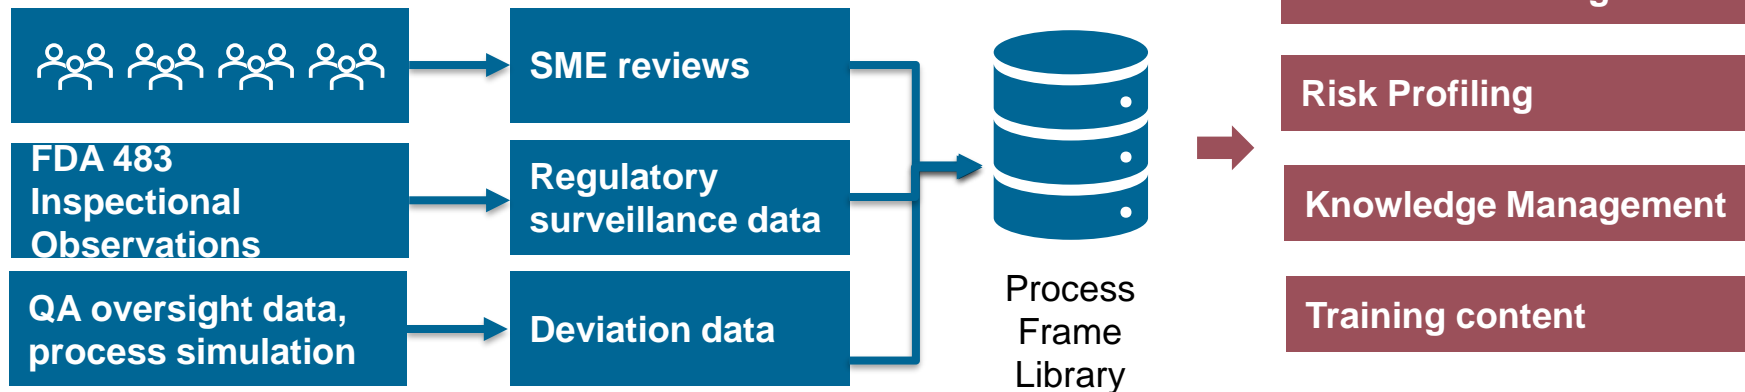 SME reviews
FDA 483
Inspectional
Observations
Regulatory
surveillance data
QA oversight data,
process simulation
Deviation data
Process
Frame
Library
Risk Profiling
Knowledge Management
Training content